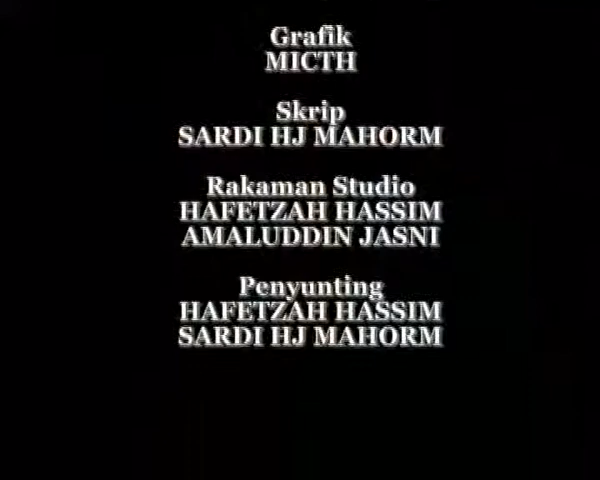 Grafik
MICTH
Skrip
SARDI HJ MAHORM
Rakaman Studio
HAFETZAH HASSIM
AMALUDDIN JASNI
Penyunting
HAFETZAH HASSIM
SARDI HJ MAHORM